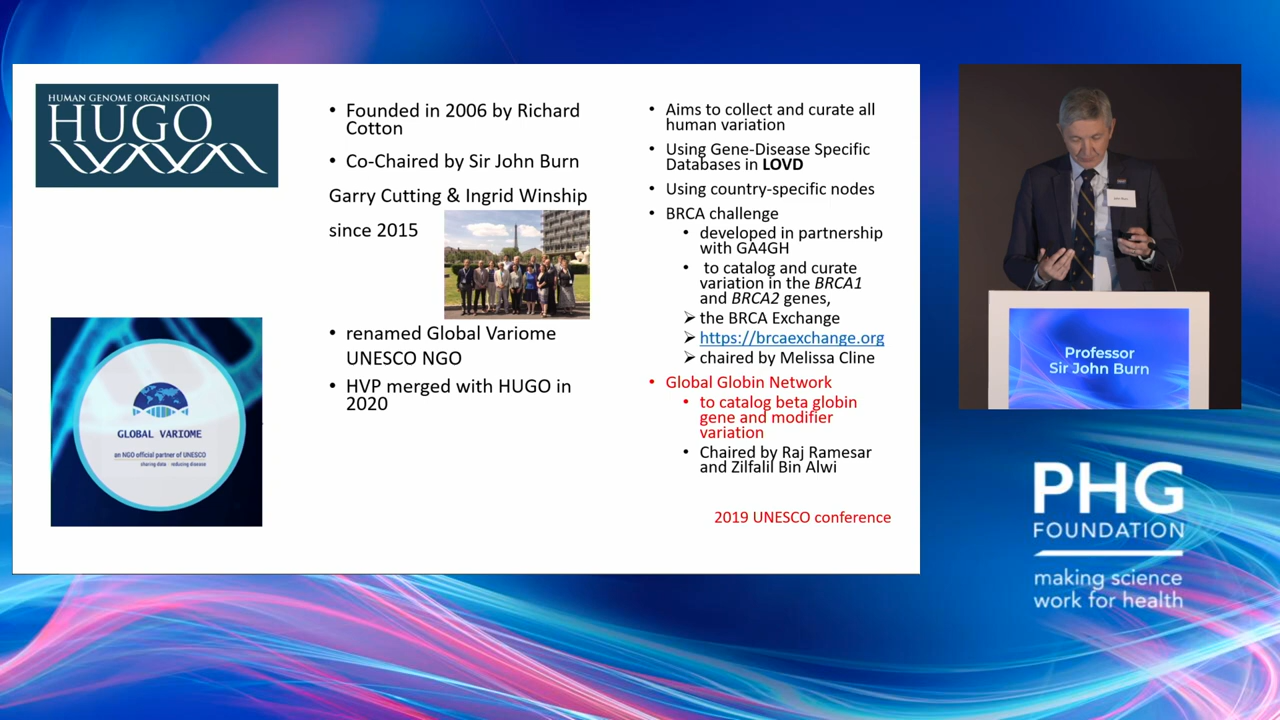 HUMAN GENOME ORGANISATION
HUGO
• Founded in 2006 by Richard
Cotton
• Co-Chaired by Sir John Burn
Garry Cutting & Ingrid Winship
since 2015
• renamed Global Variome
UNESCO NGO
• HVP merged with HUGO in
2020
GLOBAL VARIOME
an NGO official partner of UNESCO
sharing data · reducing disease
• Aims to collect and curate all
human variation
• Using Gene-Disease Specific
Databases in LOVD
• Using country-specific nodes
• BRCA challenge
• developed in partnership
with GA4GH
• to catalog and curate
variation in the BRCA1
and BRCA2 genes,
➢ the BRCA Exchange
➢ https://brcaexchange.org
➢ chaired by Melissa Cline
• Global Globin Network
• to catalog beta globin
gene and modifier
variation
• Chaired by Raj Ramesar
and Zilfalil Bin Alwi
2019 UNESCO conference
Professor
Sir John Burn
PHG
FOUNDATION
making science
work for health